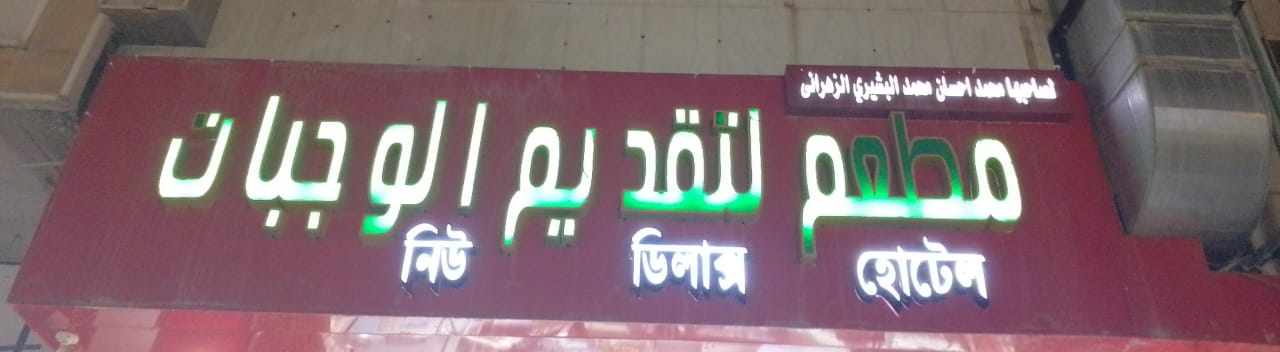 لصاحبها محمد احسان محمد البشيري الزهراني
مطعم لتقديم الوجبات
নিউ ডিলাক্স হোটেল